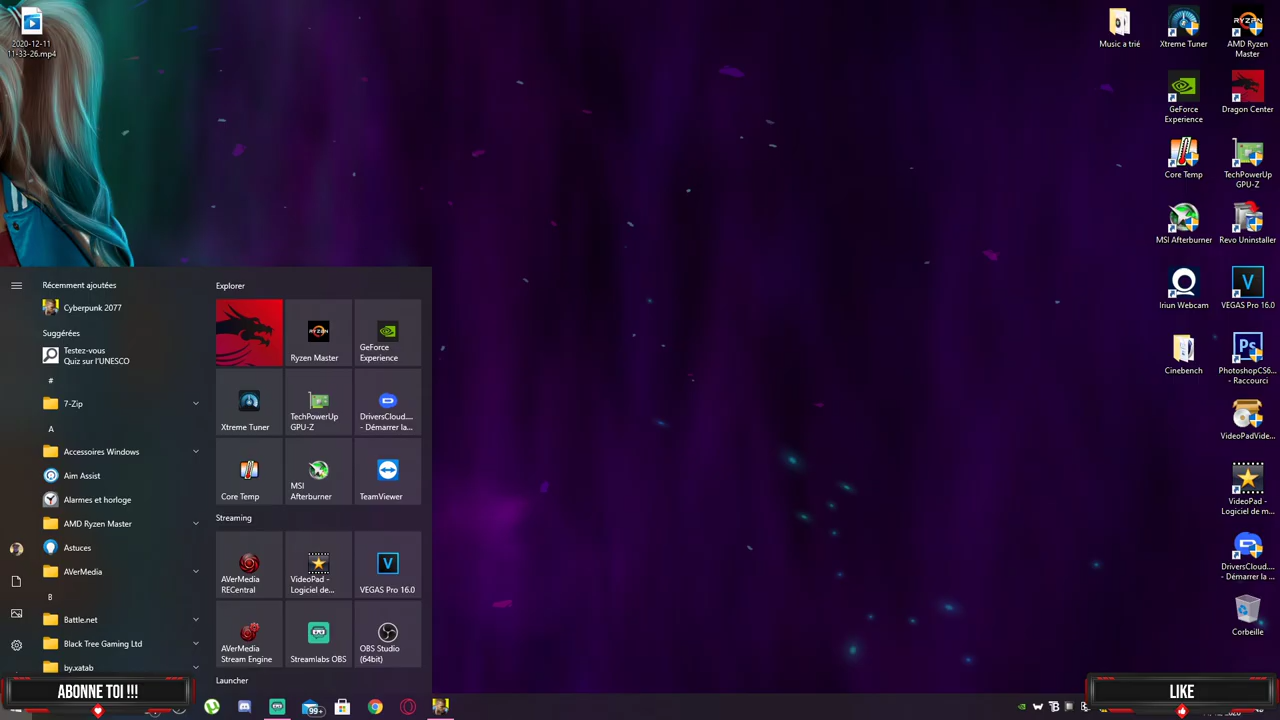 2020-12-11
11-33-26.mp4
Music a trié
Xtreme Tuner
AMD Ryzen
Master
GeForce
Experience
Dragon Center
Core Temp
TechPowerUp
GPU-Z
MSI Afterburner
Revo Uninstaller
Iriun Webcam
VEGAS Pro 16.0
Cinebench
PhotoshopCS6...
- Raccourci
VideoPadVide...
VideoPad -
Logiciel de m...
DriversCloud....
- Démarrer la ...
Corbeille
Récemment ajoutées
Cyberpunk 2077
Suggérées
Testez-vous
Quiz sur l'UNESCO
#
7-Zip
A
Accessoires Windows
Aim Assist
Alarmes et horloge
AMD Ryzen Master
Astuces
AVerMedia
B
Battle.net
Black Tree Gaming Ltd
by.xatab
Explorer
RYZEN
Ryzen Master
GeForce
Experience
Xtreme Tuner
TechPowerUp
GPU-Z
DriversCloud....
- Démarrer la...
Core Temp
MSI
Afterburner
TeamViewer
Streaming
AVerMedia
RECentral
VideoPad -
Logiciel de...
VEGAS Pro 16.0
AVerMedia
Stream Engine
Streamlabs OBS
OBS Studio
(64bit)
Launcher
ABONNE TOI !!!
99+
LIKE